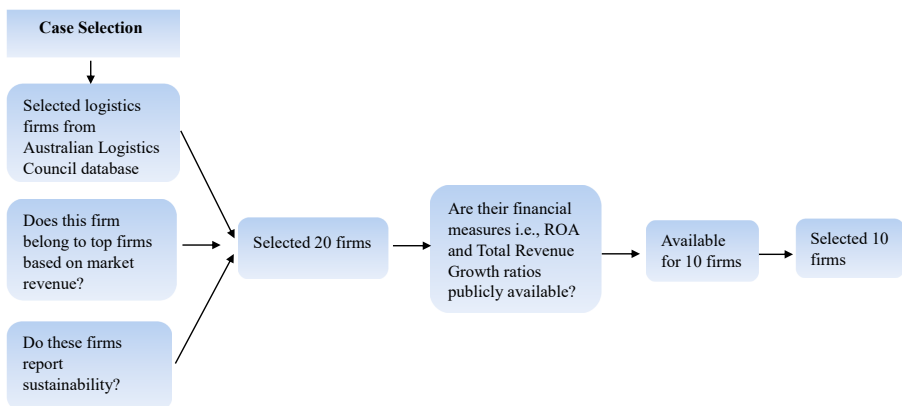 Case Selection
Selected logistics
firms from
Australian Logistics
Council database
Does this firm
belong to top firms
based on market
revenue?
Do these firms
report
sustainability?
Selected 20 firms
Are their financial
measures i.e., ROA
and Total Revenue
Growth ratios
publicly available?
Available
for 10 firms
Selected 10
firms